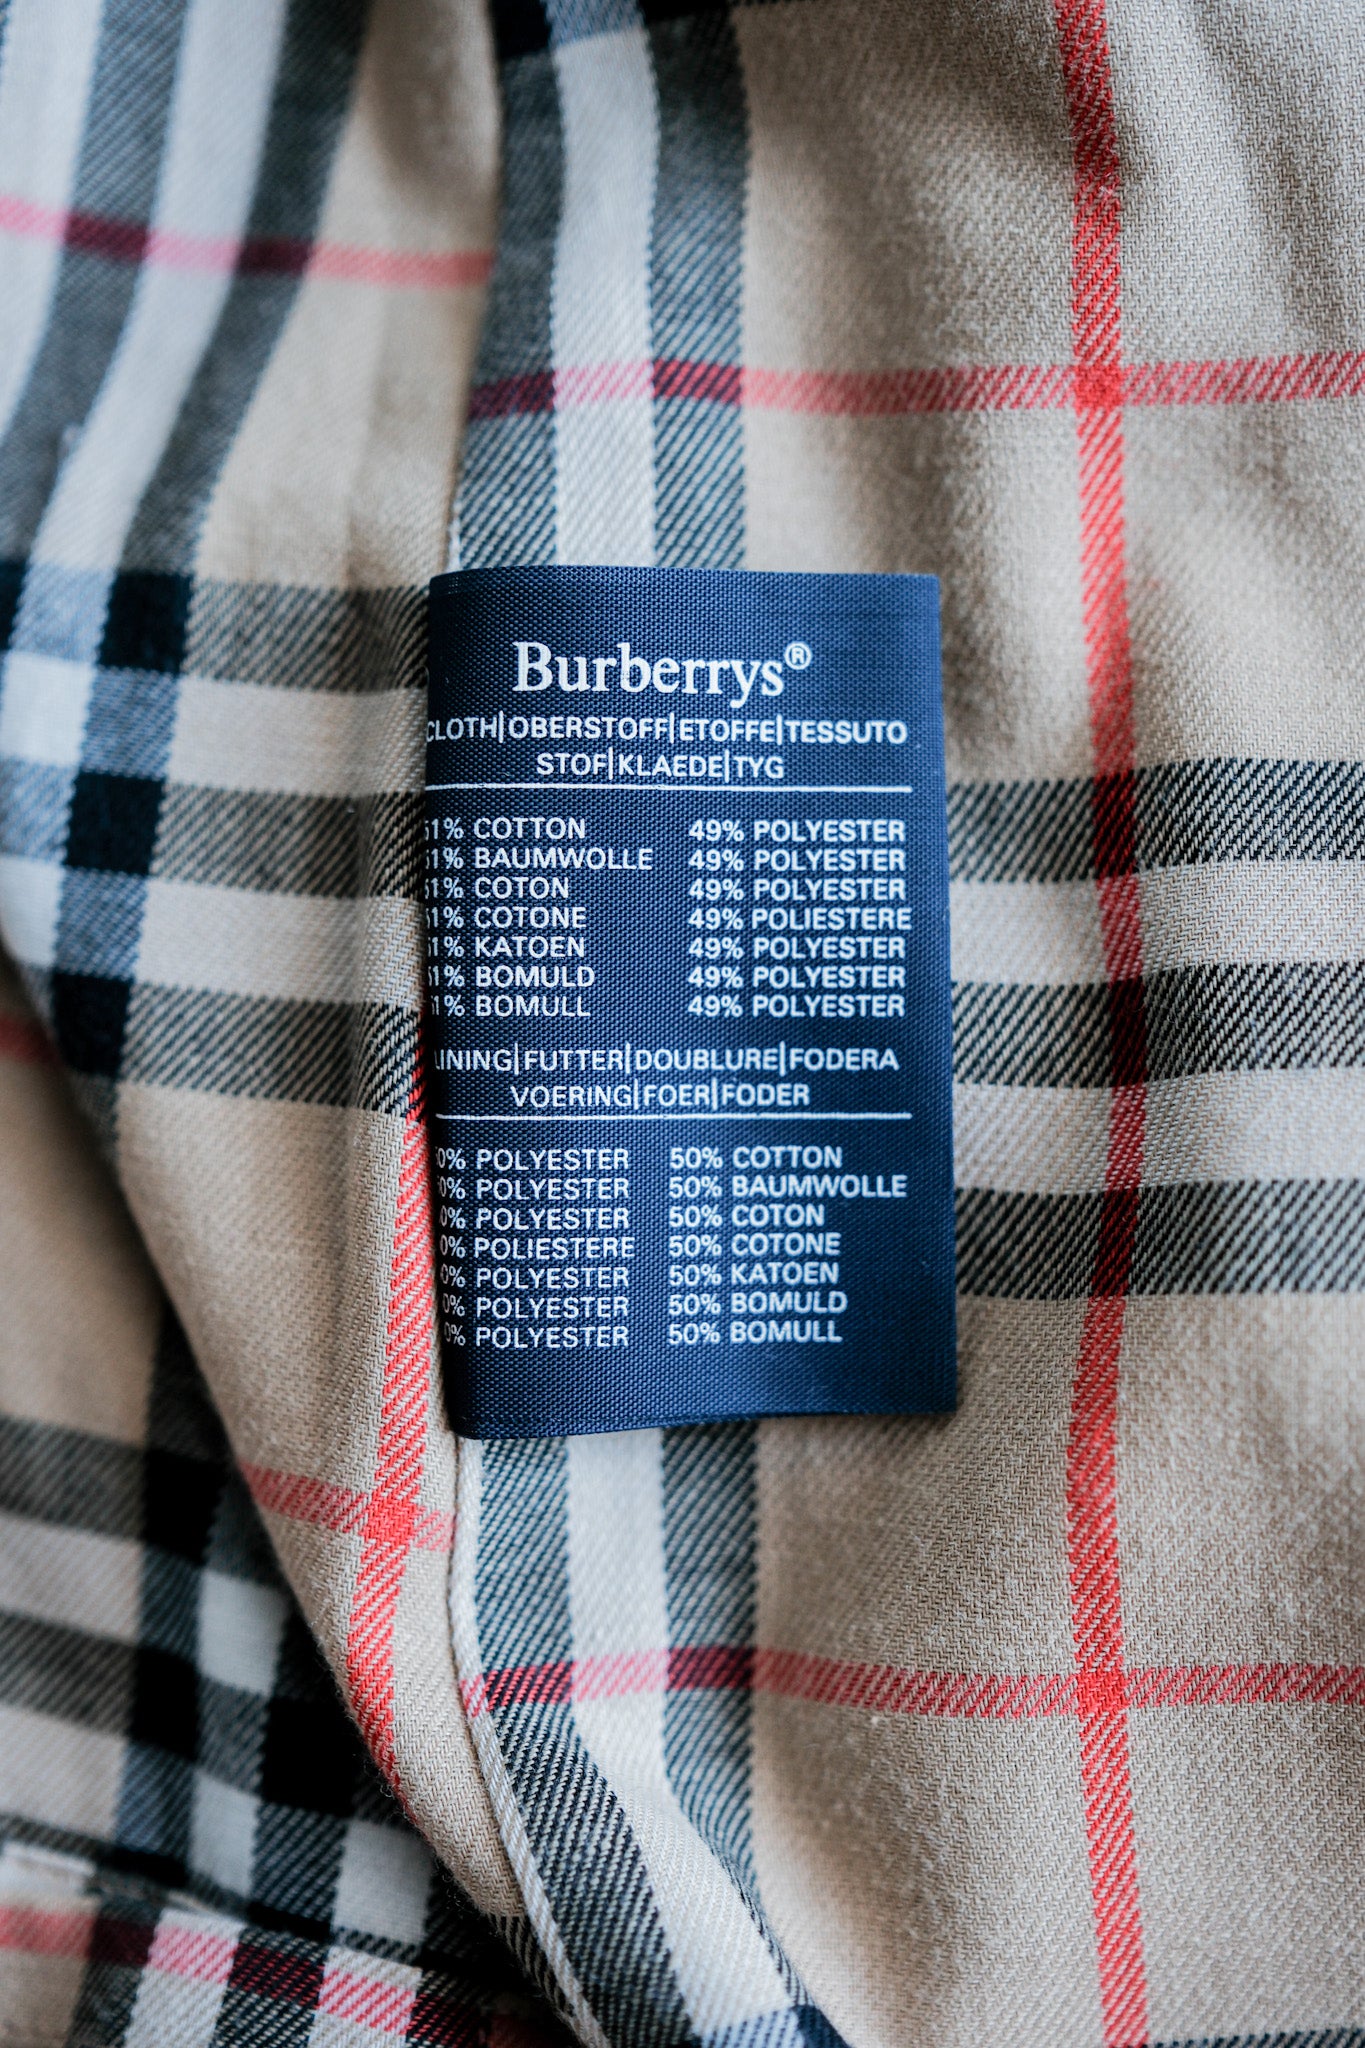 Burberrys®
CLOTH|OBERSTOFF|ETOFFE|TESSUTO
STOF|KLAEDE|TYG
51% COTTON 49% POLYESTER
51% BAUMWOLLE 49% POLYESTER
51% COTON 49% POLYESTER
51% COTONE 49% POLIESTERE
51% KATOEN 49% POLYESTER
51% BOMULD 49% POLYESTER
51% BOMULL 49% POLYESTER
LINING|FUTTER|DOUBLURE|FODERA
VOERING|FOER|FODER
50% POLYESTER 50% COTTON
50% POLYESTER 50% BAUMWOLLE
50% POLYESTER 50% COTON
50% POLIESTERE 50% COTONE
50% POLYESTER 50% KATOEN
50% POLYESTER 50% BOMULD
50% POLYESTER 50% BOMULL